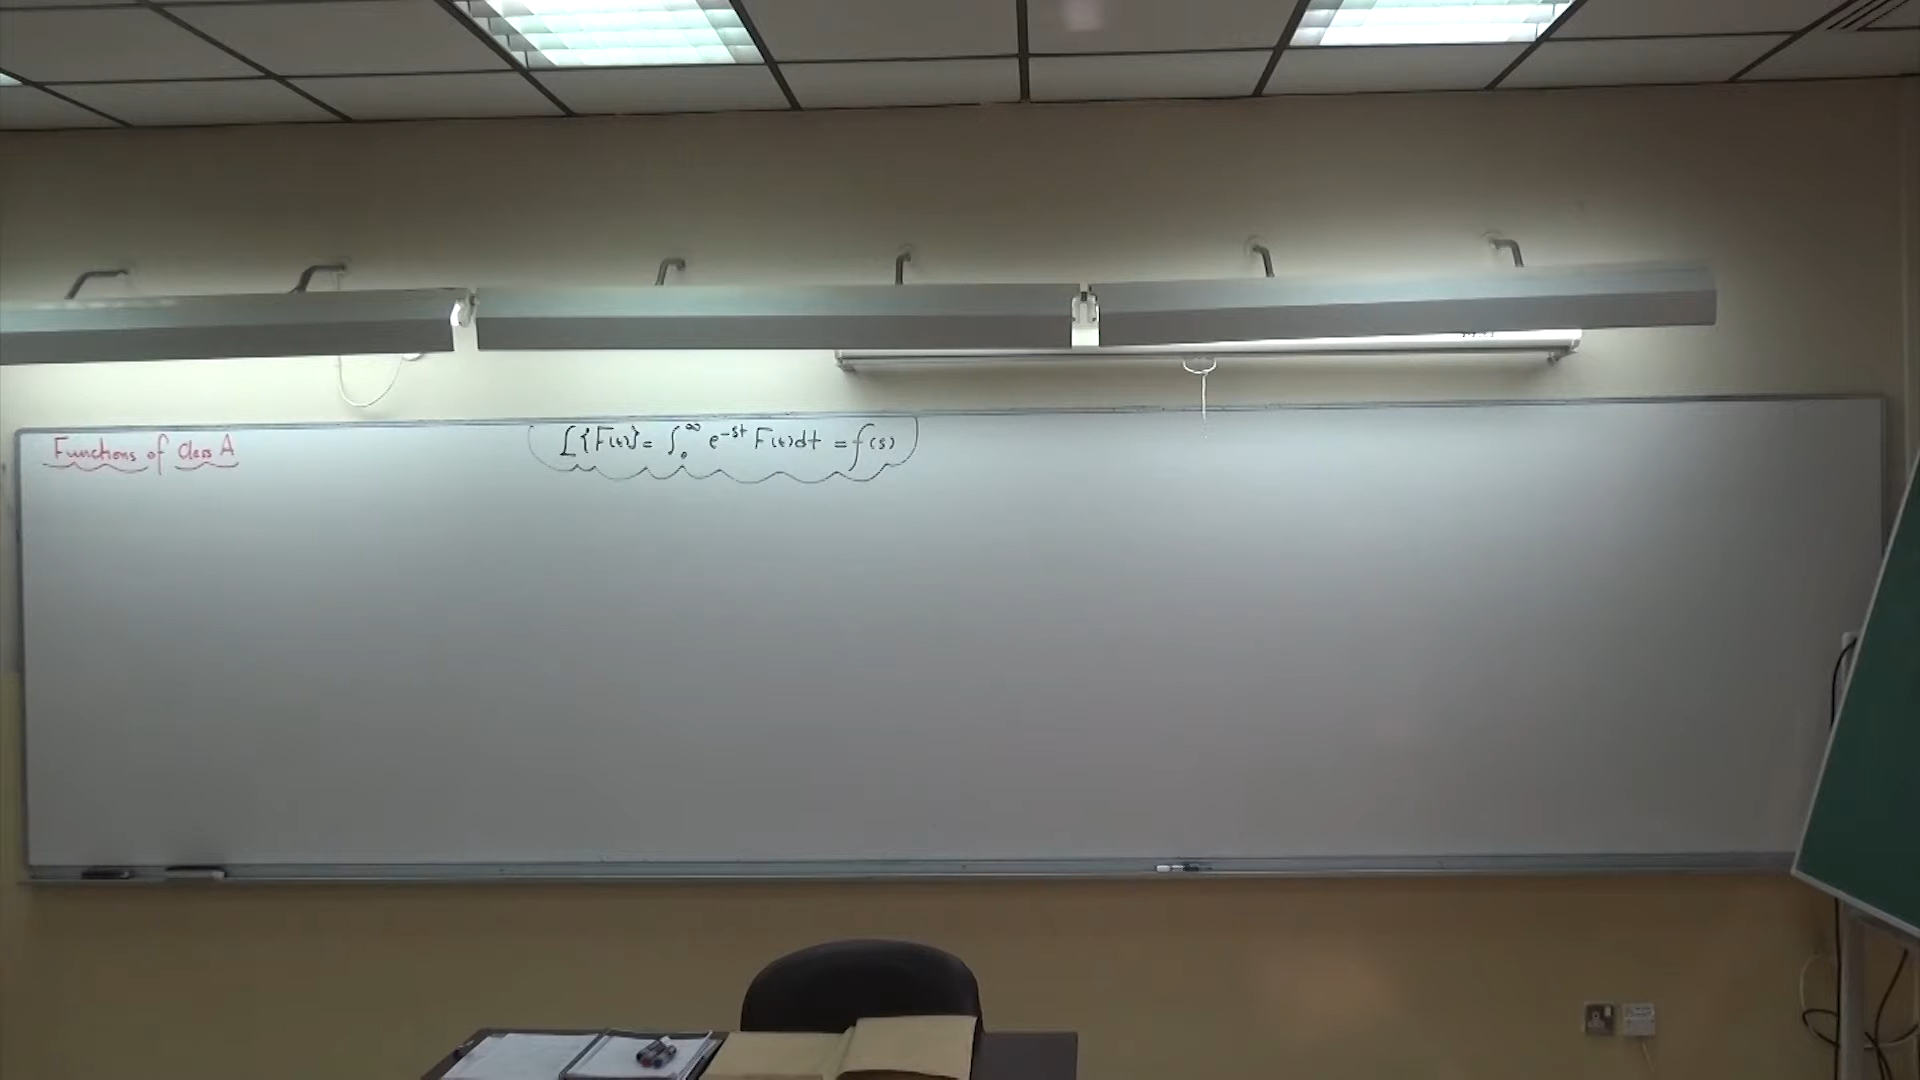 Functions of Class A
L{F(t)} = ∫₀^∞ e^-st F(t)dt = f(s)